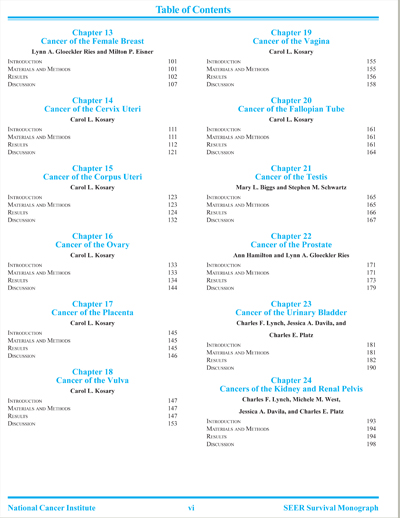 Table of Contents
Chapter 13
Cancer of the Female Breast
Lynn A. Gloeckler Ries and Milton P. Eisner
Introduction 101
Materials and Methods 101
Results 102
Discussion 107
Chapter 14
Cancer of the Cervix Uteri
Carol L. Kosary
Introduction 111
Materials and Methods 111
Results 112
Discussion 121
Chapter 15
Cancer of the Corpus Uteri
Carol L. Kosary
Introduction 123
Materials and Methods 123
Results 124
Discussion 132
Chapter 16
Cancer of the Ovary
Carol L. Kosary
Introduction 133
Materials and Methods 133
Results 134
Discussion 144
Chapter 17
Cancer of the Placenta
Carol L. Kosary
Introduction 145
Materials and Methods 145
Results 145
Discussion 146
Chapter 18
Cancer of the Vulva
Carol L. Kosary
Introduction 147
Materials and Methods 147
Results 147
Discussion 153
Chapter 19
Cancer of the Vagina
Carol L. Kosary
Introduction 155
Materials and Methods 155
Results 156
Discussion 158
Chapter 20
Cancer of the Fallopian Tube
Carol L. Kosary
Introduction 161
Materials and Methods 161
Results 161
Discussion 164
Chapter 21
Cancer of the Testis
Mary L. Biggs and Stephen M. Schwartz
Introduction 165
Materials and Methods 165
Results 166
Discussion 167
Chapter 22
Cancer of the Prostate
Ann Hamilton and Lynn A. Gloeckler Ries
Introduction 171
Materials and Methods 171
Results 173
Discussion 179
Chapter 23
Cancer of the Urinary Bladder
Charles F. Lynch, Jessica A. Davila, and
Charles E. Platz
Introduction 181
Materials and Methods 181
Results 182
Discussion 190
Chapter 24
Cancers of the Kidney and Renal Pelvis
Charles F. Lynch, Michele M. West,
Jessica A. Davila, and Charles E. Platz
Introduction 193
Materials and Methods 194
Results 194
Discussion 198
National Cancer Institute vi SEER Survival Monograph